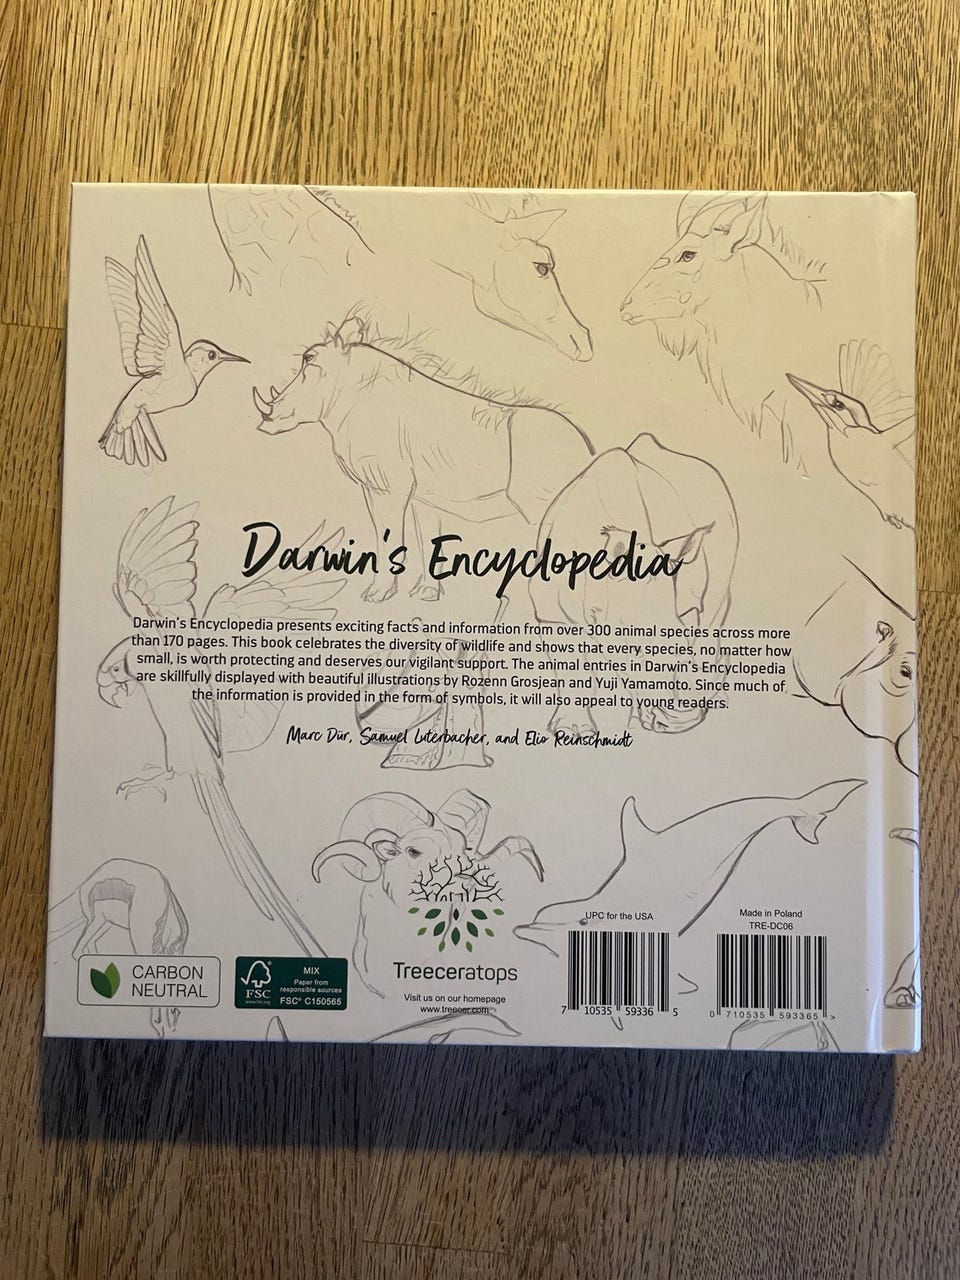 Darwin's Encyclopedia
Darwin's Encyclopedia presents exciting facts and information from over 300 animal species across more
than 170 pages. This book celebrates the diversity of wildlife and shows that every species, no matter how
small, is worth protecting and deserves our vigilant support. The animal entries in Darwin's Encyclopedia
are skillfully displayed with beautiful illustrations by Rozenn Grosjean and Yuji Yamamoto. Since much of
the information is provided in the form of symbols, it will also appeal to young readers.
Marc Dür, Samuel Luterbacher, and Elio Reinschmidt
CARBON
NEUTRAL
FSC
www.fsc.org
MIX
Paper from
responsible sources
FSC® C150565
Treeceratops
Visit us on our homepage
www.treecer.com
UPC for the USA
7 10535 59336 5
Made in Poland
TRE-DC06
0 710535 593365 >